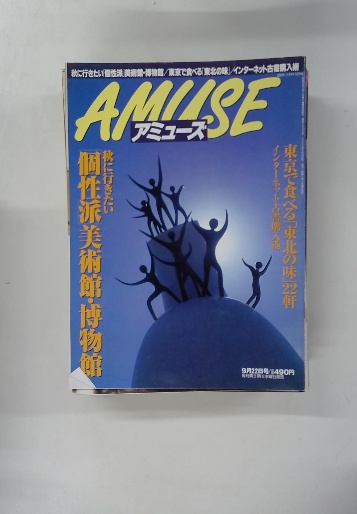 秋に行きたい「個性派」美術館・博物館/東京で食べる「東北の味」/インターネット古書購入術
AMUSE
アミューズ
秋に行きたい
「個性派」美術館・博物館
東京で食べる「東北の味」22軒
インターネット古書購入術
9月22日号/490円